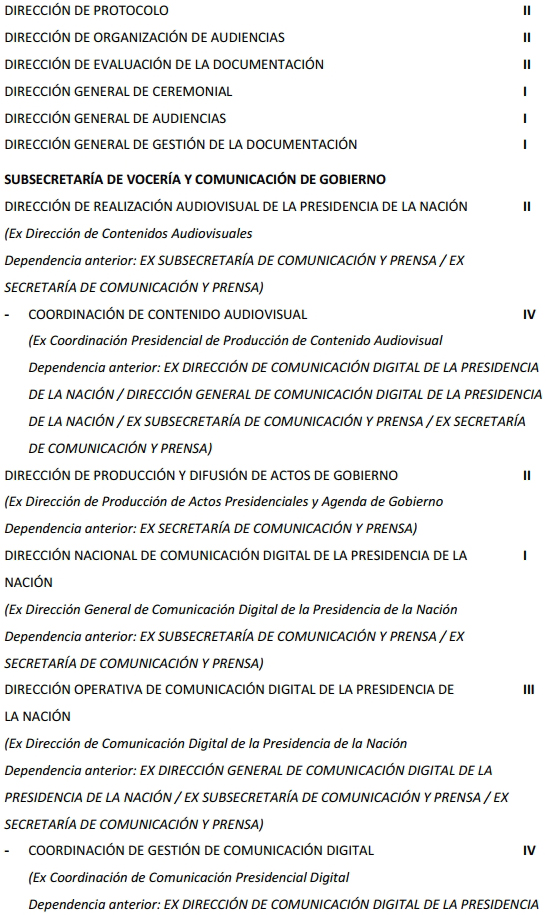 DIRECCIÓN DE PROTOCOLO II
DIRECCIÓN DE ORGANIZACIÓN DE AUDIENCIAS II
DIRECCIÓN DE EVALUACIÓN DE LA DOCUMENTACIÓN II
DIRECCIÓN GENERAL DE CEREMONIAL I
DIRECCIÓN GENERAL DE AUDIENCIAS I
DIRECCIÓN GENERAL DE GESTIÓN DE LA DOCUMENTACIÓN I
SUBSECRETARÍA DE VOCERÍA Y COMUNICACIÓN DE GOBIERNO
DIRECCIÓN DE REALIZACIÓN AUDIOVISUAL DE LA PRESIDENCIA DE LA NACIÓN II
(Ex Dirección de Contenidos Audiovisuales
Dependencia anterior: EX SUBSECRETARÍA DE COMUNICACIÓN Y PRENSA / EX
SECRETARÍA DE COMUNICACIÓN Y PRENSA)
- COORDINACIÓN DE CONTENIDO AUDIOVISUAL IV
(Ex Coordinación Presidencial de Producción de Contenido Audiovisual
Dependencia anterior: EX DIRECCIÓN DE COMUNICACIÓN DIGITAL DE LA PRESIDENCIA
DE LA NACIÓN / DIRECCIÓN GENERAL DE COMUNICACIÓN DIGITAL DE LA PRESIDENCIA
DE LA NACIÓN / EX SUBSECRETARÍA DE COMUNICACIÓN Y PRENSA / EX SECRETARÍA
DE COMUNICACIÓN Y PRENSA)
DIRECCIÓN DE PRODUCCIÓN Y DIFUSIÓN DE ACTOS DE GOBIERNO II
(Ex Dirección de Producción de Actos Presidenciales y Agenda de Gobierno
Dependencia anterior: EX SECRETARÍA DE COMUNICACIÓN Y PRENSA)
DIRECCIÓN NACIONAL DE COMUNICACIÓN DIGITAL DE LA PRESIDENCIA DE LA I
NACIÓN
(Ex Dirección General de Comunicación Digital de la Presidencia de la Nación
Dependencia anterior: EX SUBSECRETARÍA DE COMUNICACIÓN Y PRENSA / EX
SECRETARÍA DE COMUNICACIÓN Y PRENSA)
DIRECCIÓN OPERATIVA DE COMUNICACIÓN DIGITAL DE LA PRESIDENCIA DE III
LA NACIÓN
(Ex Dirección de Comunicación Digital de la Presidencia de la Nación
Dependencia anterior: EX DIRECCIÓN GENERAL DE COMUNICACIÓN DIGITAL DE LA
PRESIDENCIA DE LA NACIÓN / EX SUBSECRETARÍA DE COMUNICACIÓN Y PRENSA / EX
SECRETARÍA DE COMUNICACIÓN Y PRENSA)
- COORDINACIÓN DE GESTIÓN DE COMUNICACIÓN DIGITAL IV
(Ex Coordinación de Comunicación Presidencial Digital
Dependencia anterior: EX DIRECCIÓN DE COMUNICACIÓN DIGITAL DE LA PRESIDENCIA